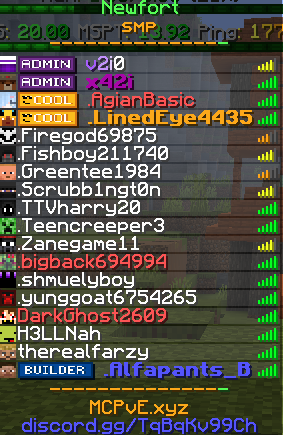 Newfort
SMP
: 20.00 MSPT: 13.92 Ping: 177
ADMIN v2i0
ADMIN x42i
COOL .AgianBasic
COOL .LinedEye4435
.Firegod69875
.Fishboy211740
.Greentee1984
.Scrubb1ngt0n
.TTVharry20
.Teencreeper3
.Zanegame11
.bigback694994
.shmuelyboy
.yunggoat6754265
DarkGhost2609
H3LLNah
therealfarzy
BUILDER .Alfapants_B
MCPvE.xyz
discord.gg/TqBqKv99Ch